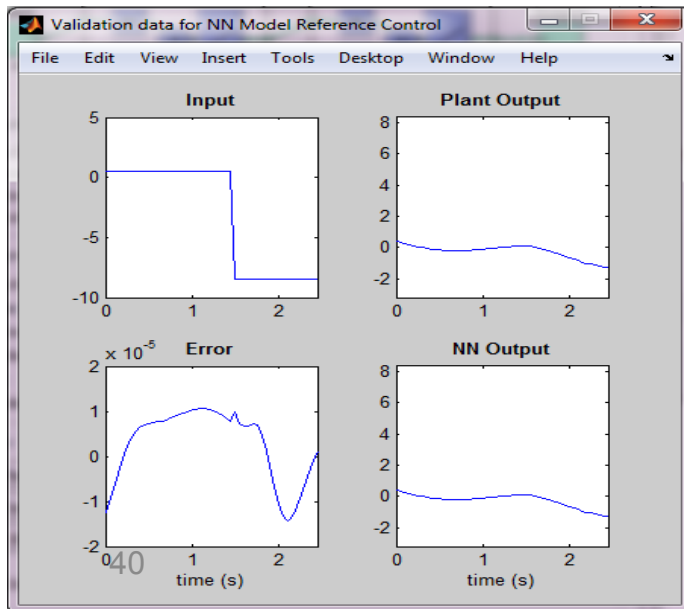 Validation data for NN Model Reference Control
File Edit View Insert Tools Desktop Window Help
Input
5
0
-5
-10
0 1 2
Plant Output
8
6
4
2
0
-2
0 1 2
Error
x 10^-5
2
1
0
-1
-2
0 1 2
time (s)
40
NN Output
8
6
4
2
0
-2
0 1 2
time (s)